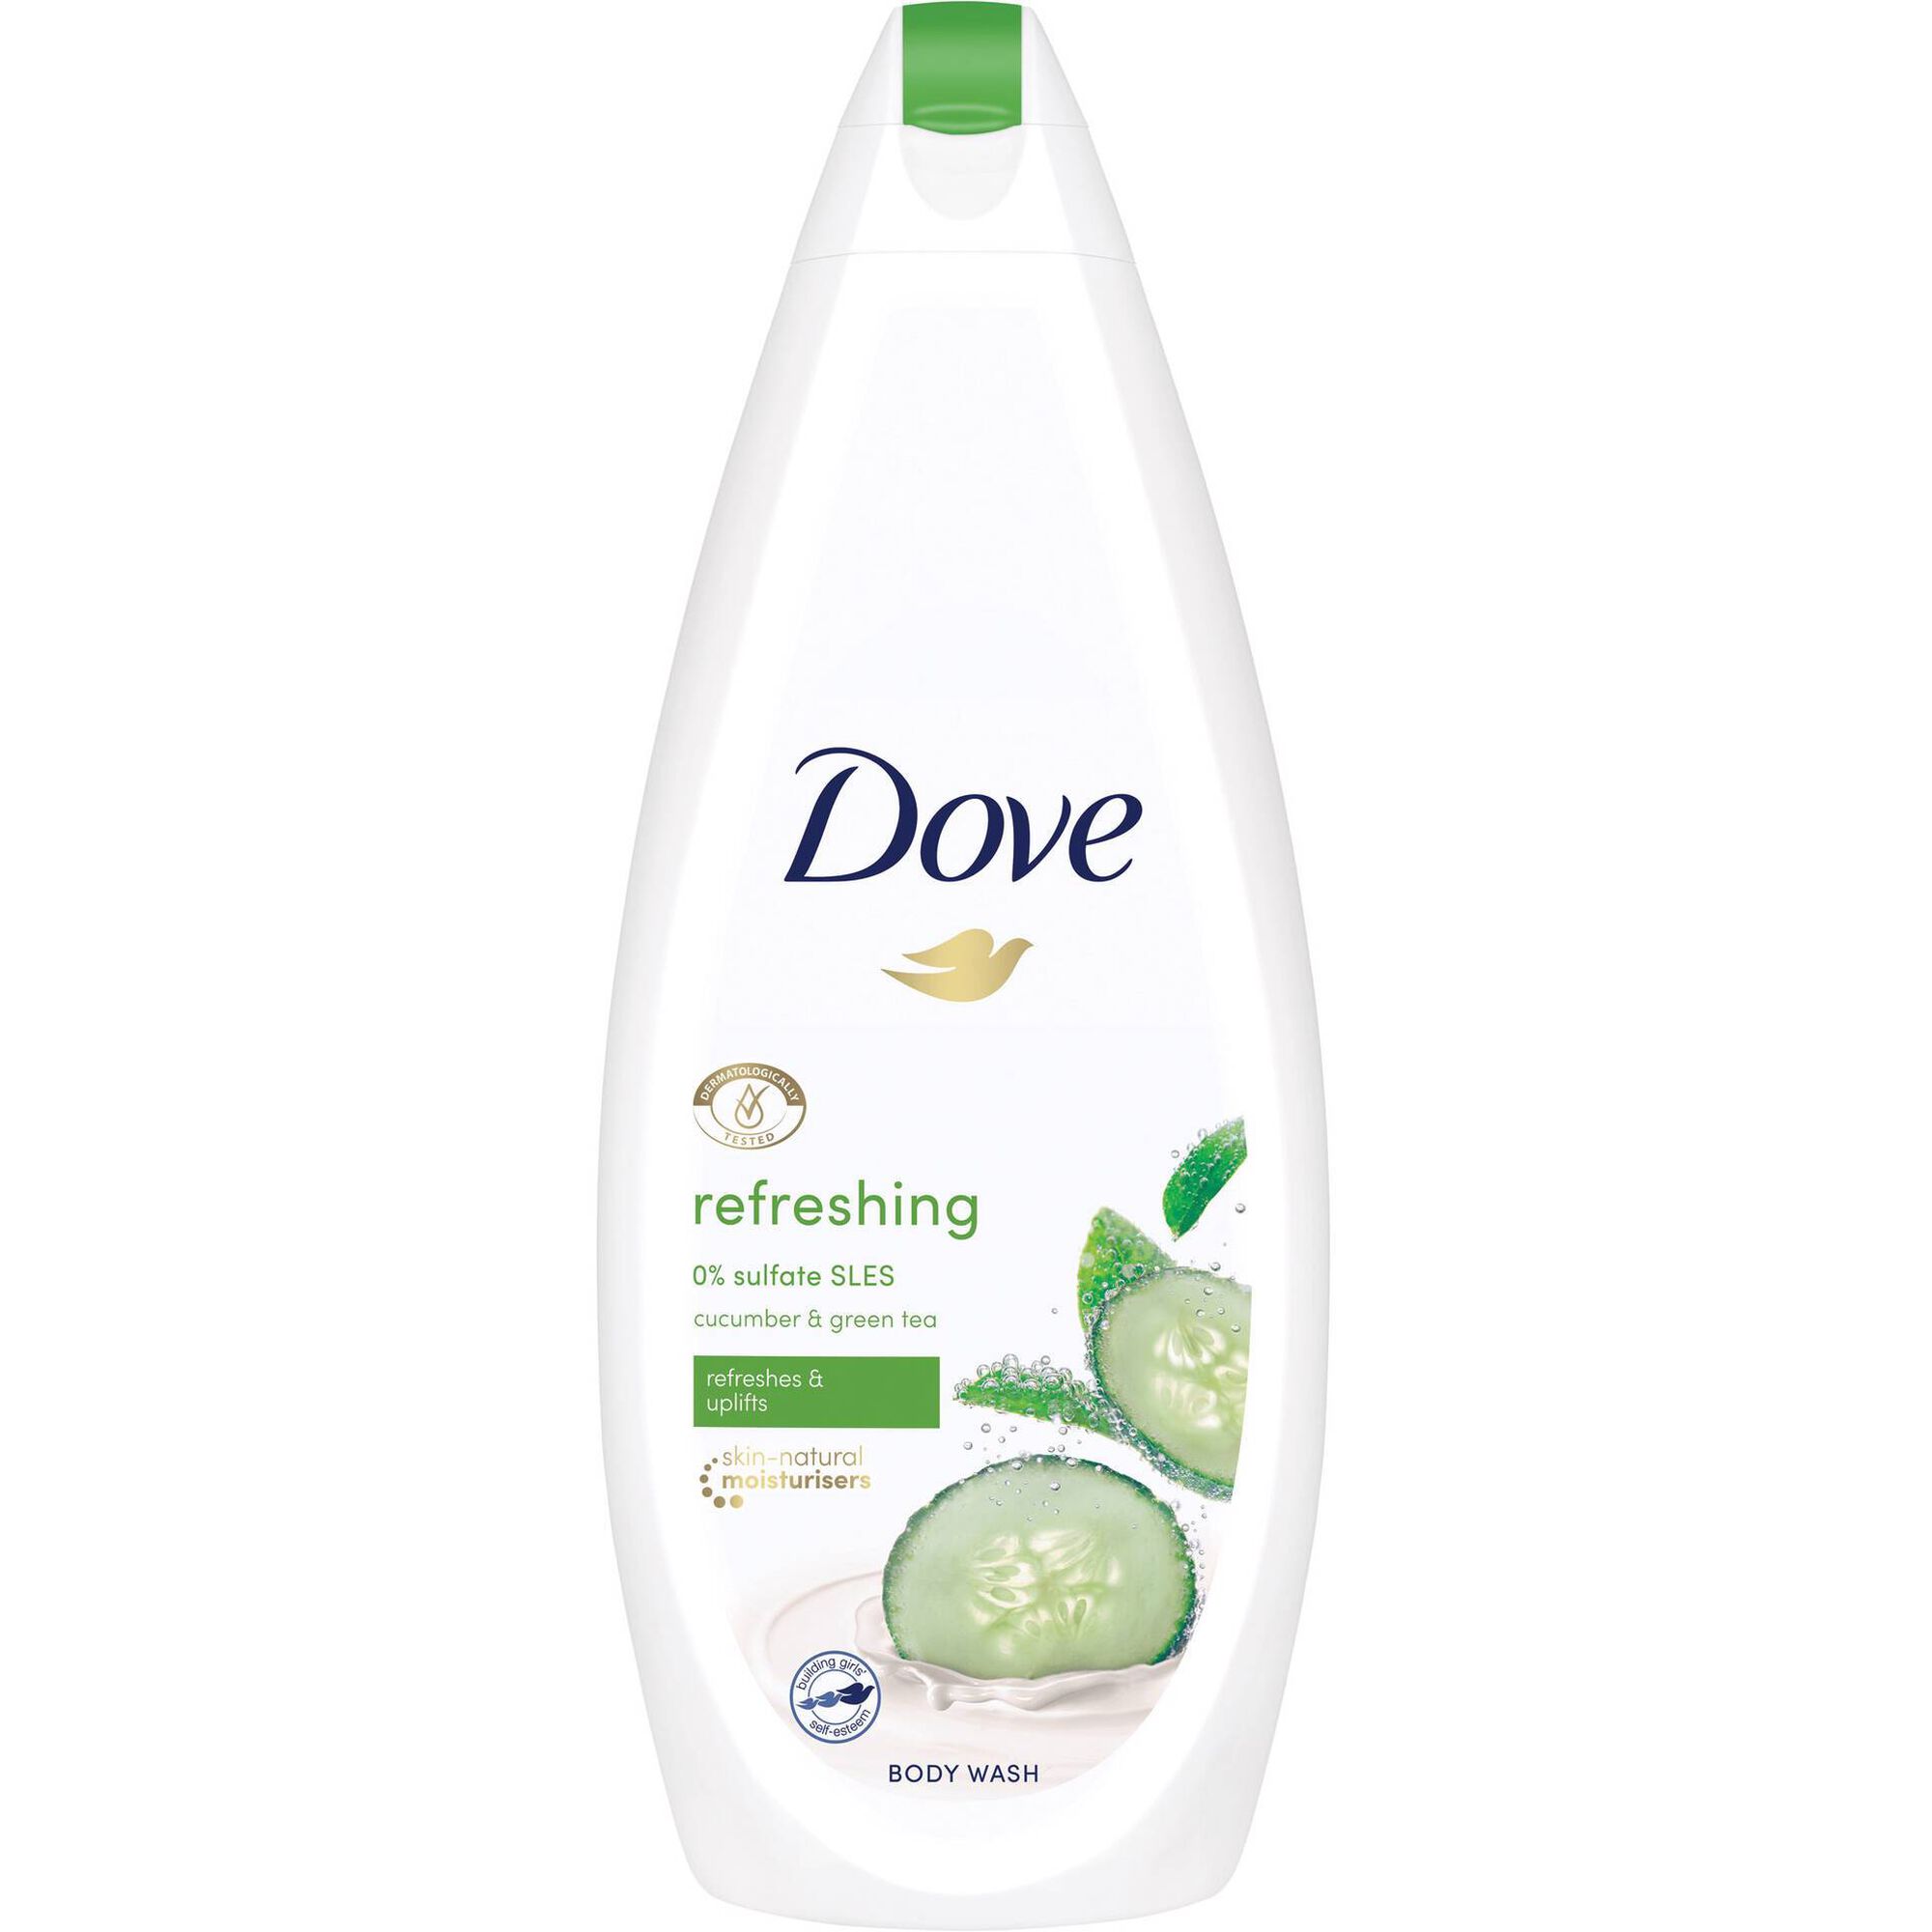 Dove
DERMATOLOGICALLY
TESTED
refreshing
0% sulfate SLES
cucumber & green tea
refreshes &
uplifts
skin-natural
moisturisers
building girls'
self-esteem
BODY WASH